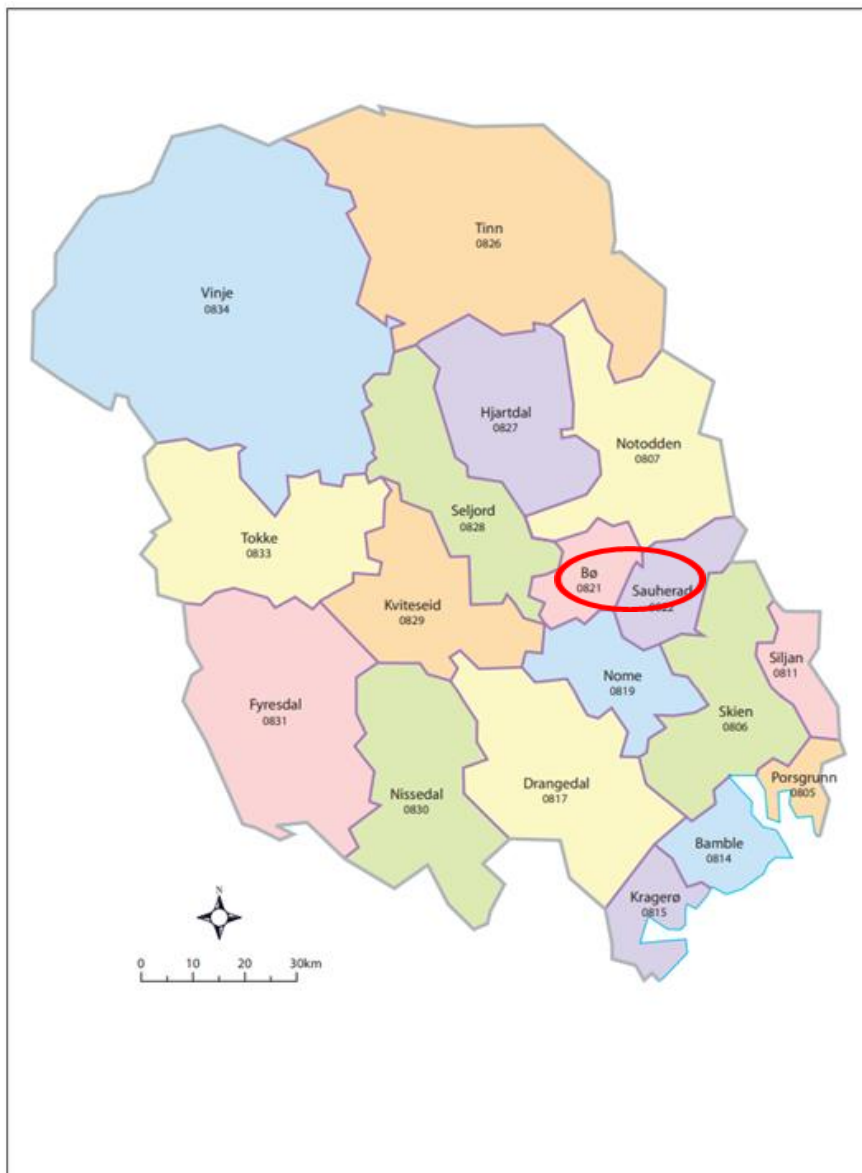 Tinn
0826
Vinje
0834
Hjartdal
0827
Notodden
0807
Seljord
0828
Tokke
0833
Bø
0821
Sauherad
0822
Kviteseid
0829
Siljan
0811
Nome
0819
Fyresdal
0831
Skien
0806
Porsgrunn
0805
Drangedal
0817
Nissedal
0830
Bamble
0814
Kragerø
0815
N
0 10 20 30km